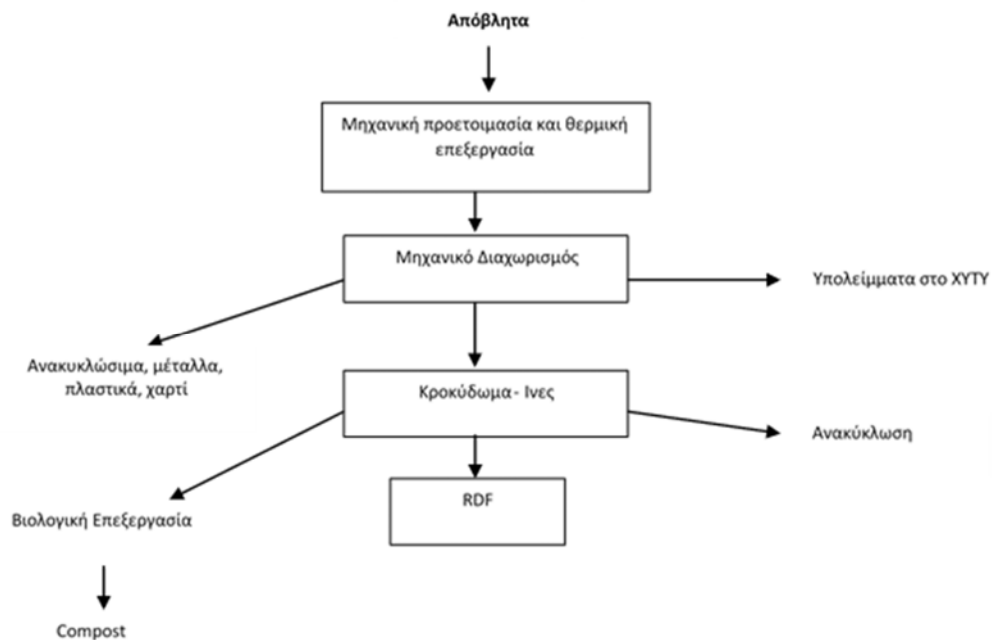 Απόβλητα
Μηχανική προετοιμασία και θερμική
επεξεργασία
Μηχανικό Διαχωρισμός
Υπολείμματα στο ΧΥΤΥ
Ανακυκλώσιμα, μέταλλα,
πλαστικά, χαρτί
Κροκύδωμα - Ινες
Ανακύκλωση
RDF
Βιολογική Επεξεργασία
Compost